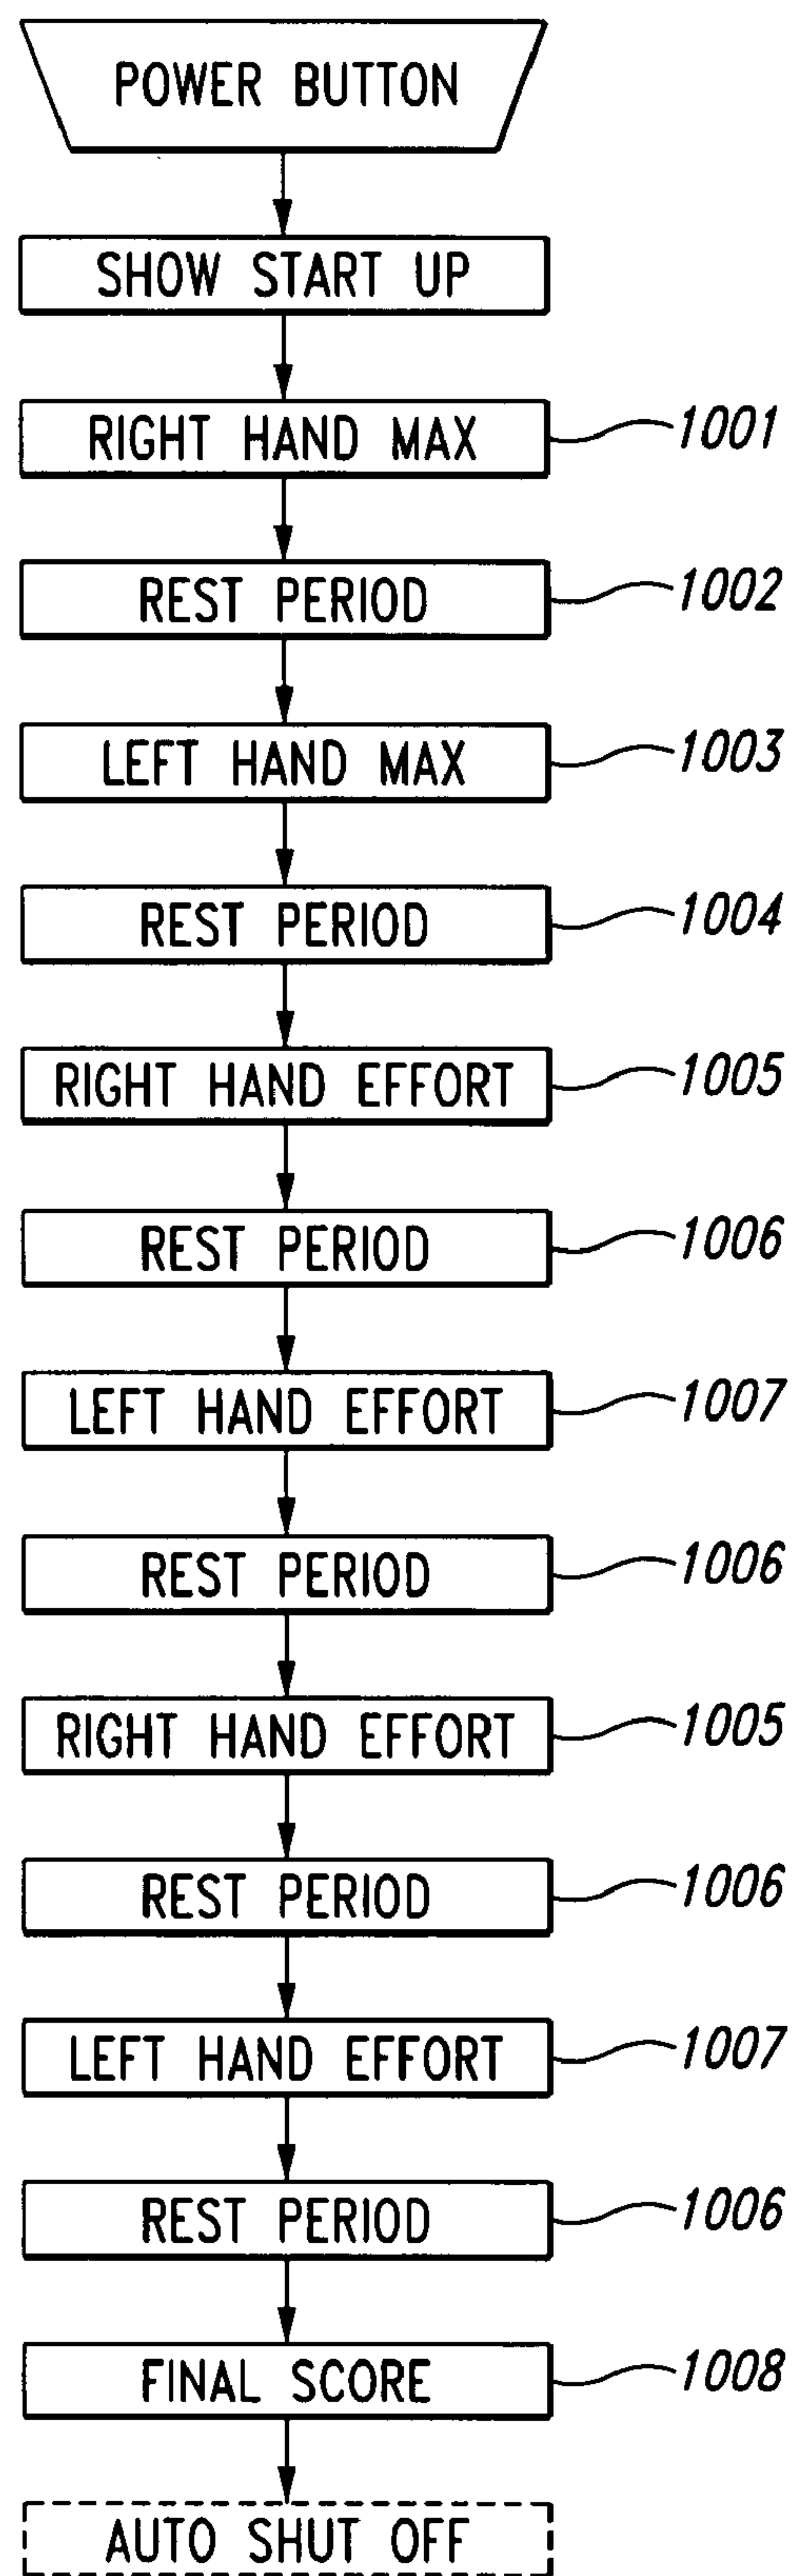 POWER BUTTON
SHOW START UP
RIGHT HAND MAX 1001
REST PERIOD 1002
LEFT HAND MAX 1003
REST PERIOD 1004
RIGHT HAND EFFORT 1005
REST PERIOD 1006
LEFT HAND EFFORT 1007
REST PERIOD 1006
RIGHT HAND EFFORT 1005
REST PERIOD 1006
LEFT HAND EFFORT 1007
REST PERIOD 1006
FINAL SCORE 1008
AUTO SHUT OFF